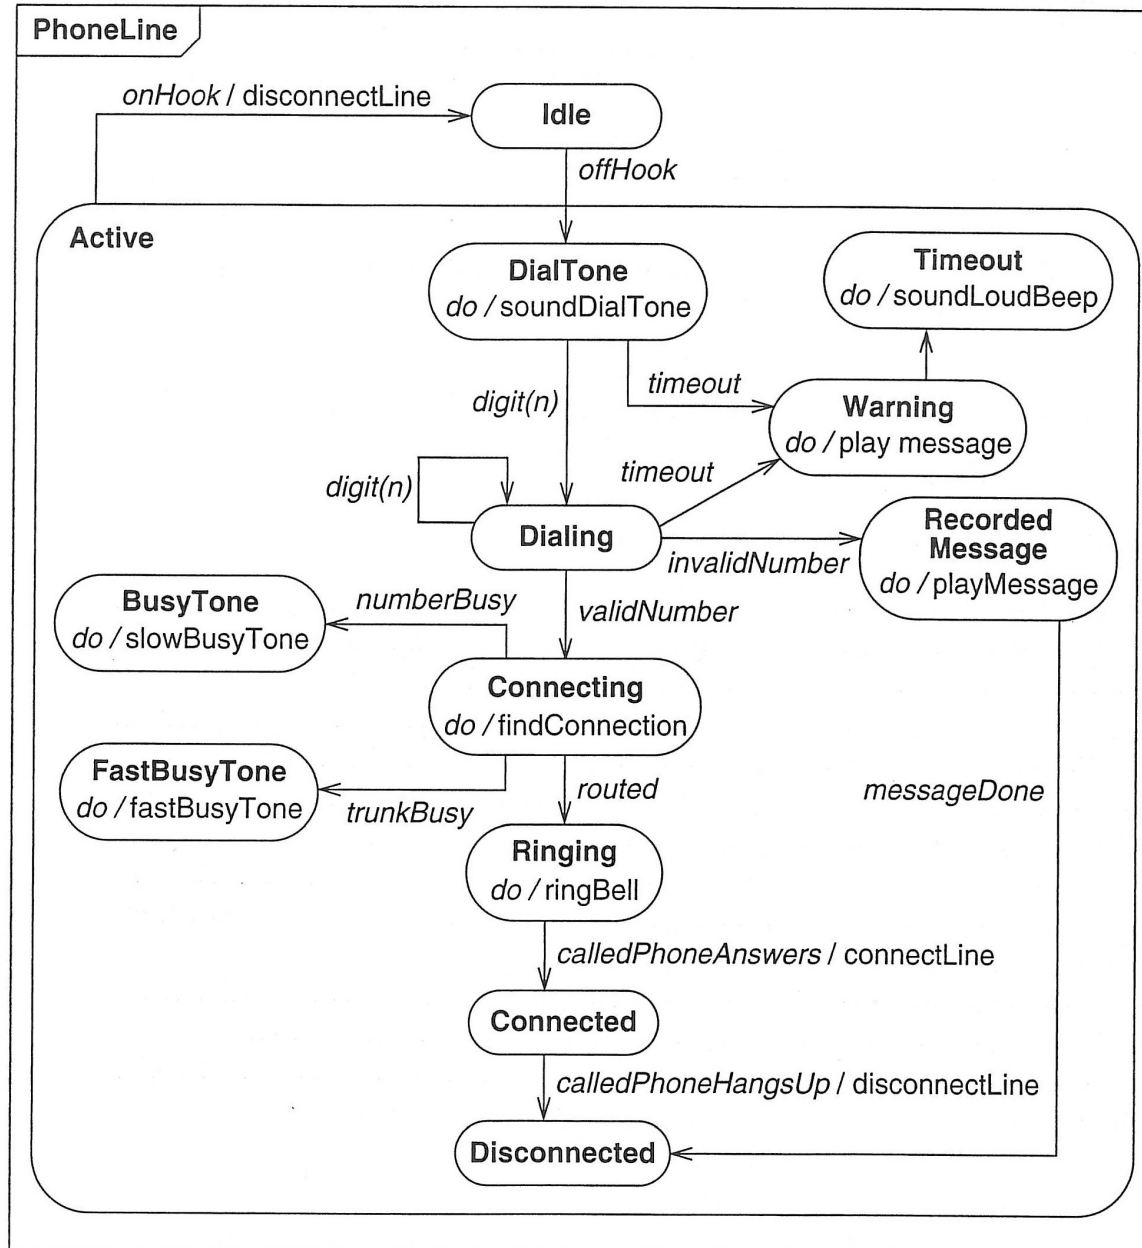 PhoneLine
onHook / disconnectLine
Idle
offHook
Active
DialTone
do / soundDialTone
Timeout
do / soundLoudBeep
digit(n)
timeout
Warning
do / play message
digit(n)
timeout
Dialing
invalidNumber
Recorded
Message
do / playMessage
BusyTone
do / slowBusyTone
numberBusy
validNumber
Connecting
do / findConnection
FastBusyTone
do / fastBusyTone
trunkBusy
routed
messageDone
Ringing
do / ringBell
calledPhoneAnswers / connectLine
Connected
calledPhoneHangsUp / disconnectLine
Disconnected